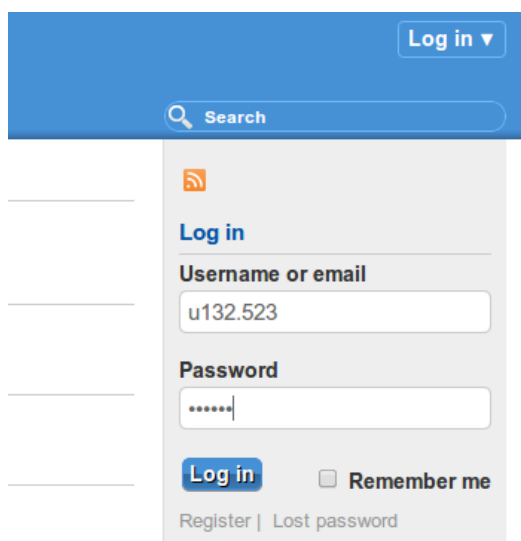 Log in ▼
Search
Log in
Username or email
u132.523
Password
••••••
Log in
Remember me
Register | Lost password